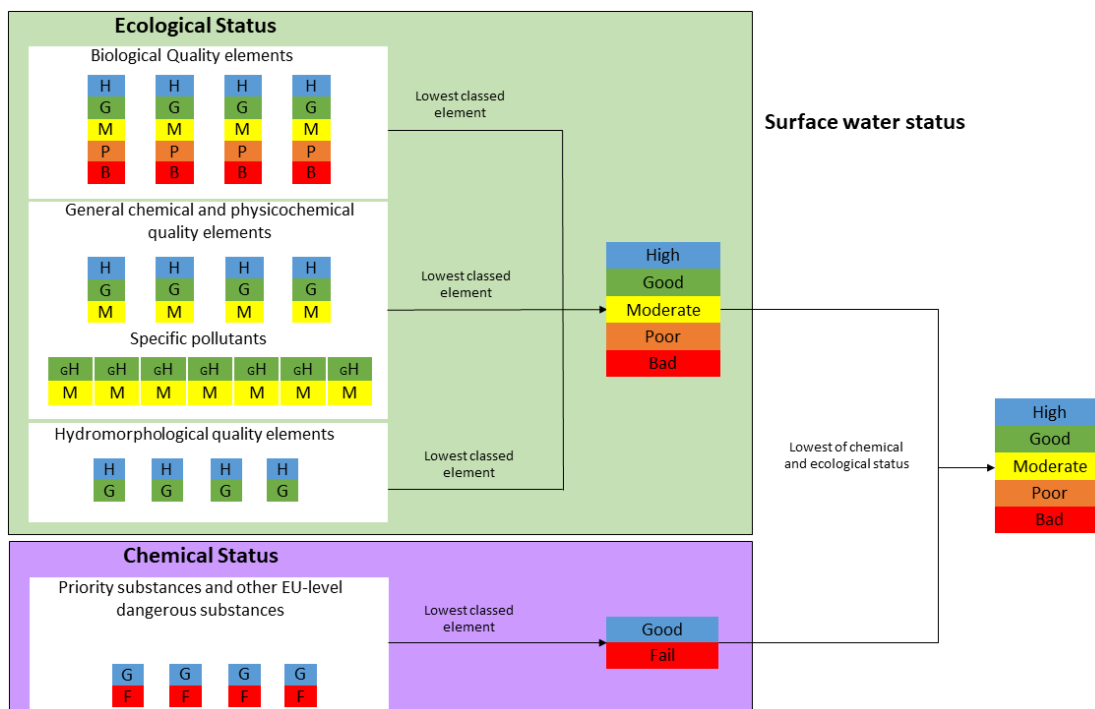 Ecological Status
Biological Quality elements
H H H H
G G G G
M M M M
P P P P
B B B B
Lowest classed
element
General chemical and physicochemical
quality elements
H H H H
G G G G
M M M M
Lowest classed
element
Specific pollutants
GH GH GH GH GH GH GH
M M M M M M M
Hydromorphological quality elements
H H H H
G G G G
Lowest classed
element
High
Good
Moderate
Poor
Bad
Surface water status
Lowest of chemical
and ecological status
High
Good
Moderate
Poor
Bad
Chemical Status
Priority substances and other EU-level
dangerous substances
G G G G
F F F F
Lowest classed
element
Good
Fail